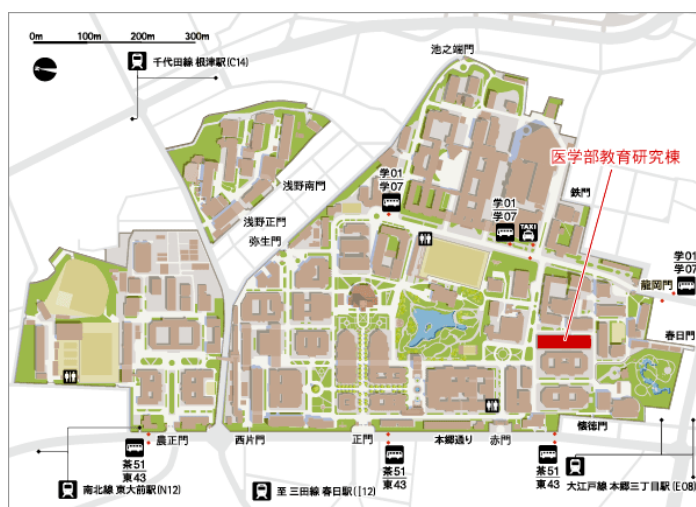 0m 100m 200m 300m
千代田線 根津駅(C14)
池之端門
医学部教育研究棟
浅野南門
学01
学07
学01
学07
TAXI
鉄門
浅野正門
弥生門
学01
学07
龍岡門
春日門
農正門
西片門
正門
本郷通り
赤門
懐徳門
茶51
東43
茶51
東43
茶51
東43
南北線 東大前駅(N12)
至 三田線 春日駅(I12)
大江戸線 本郷三丁目駅(E08)